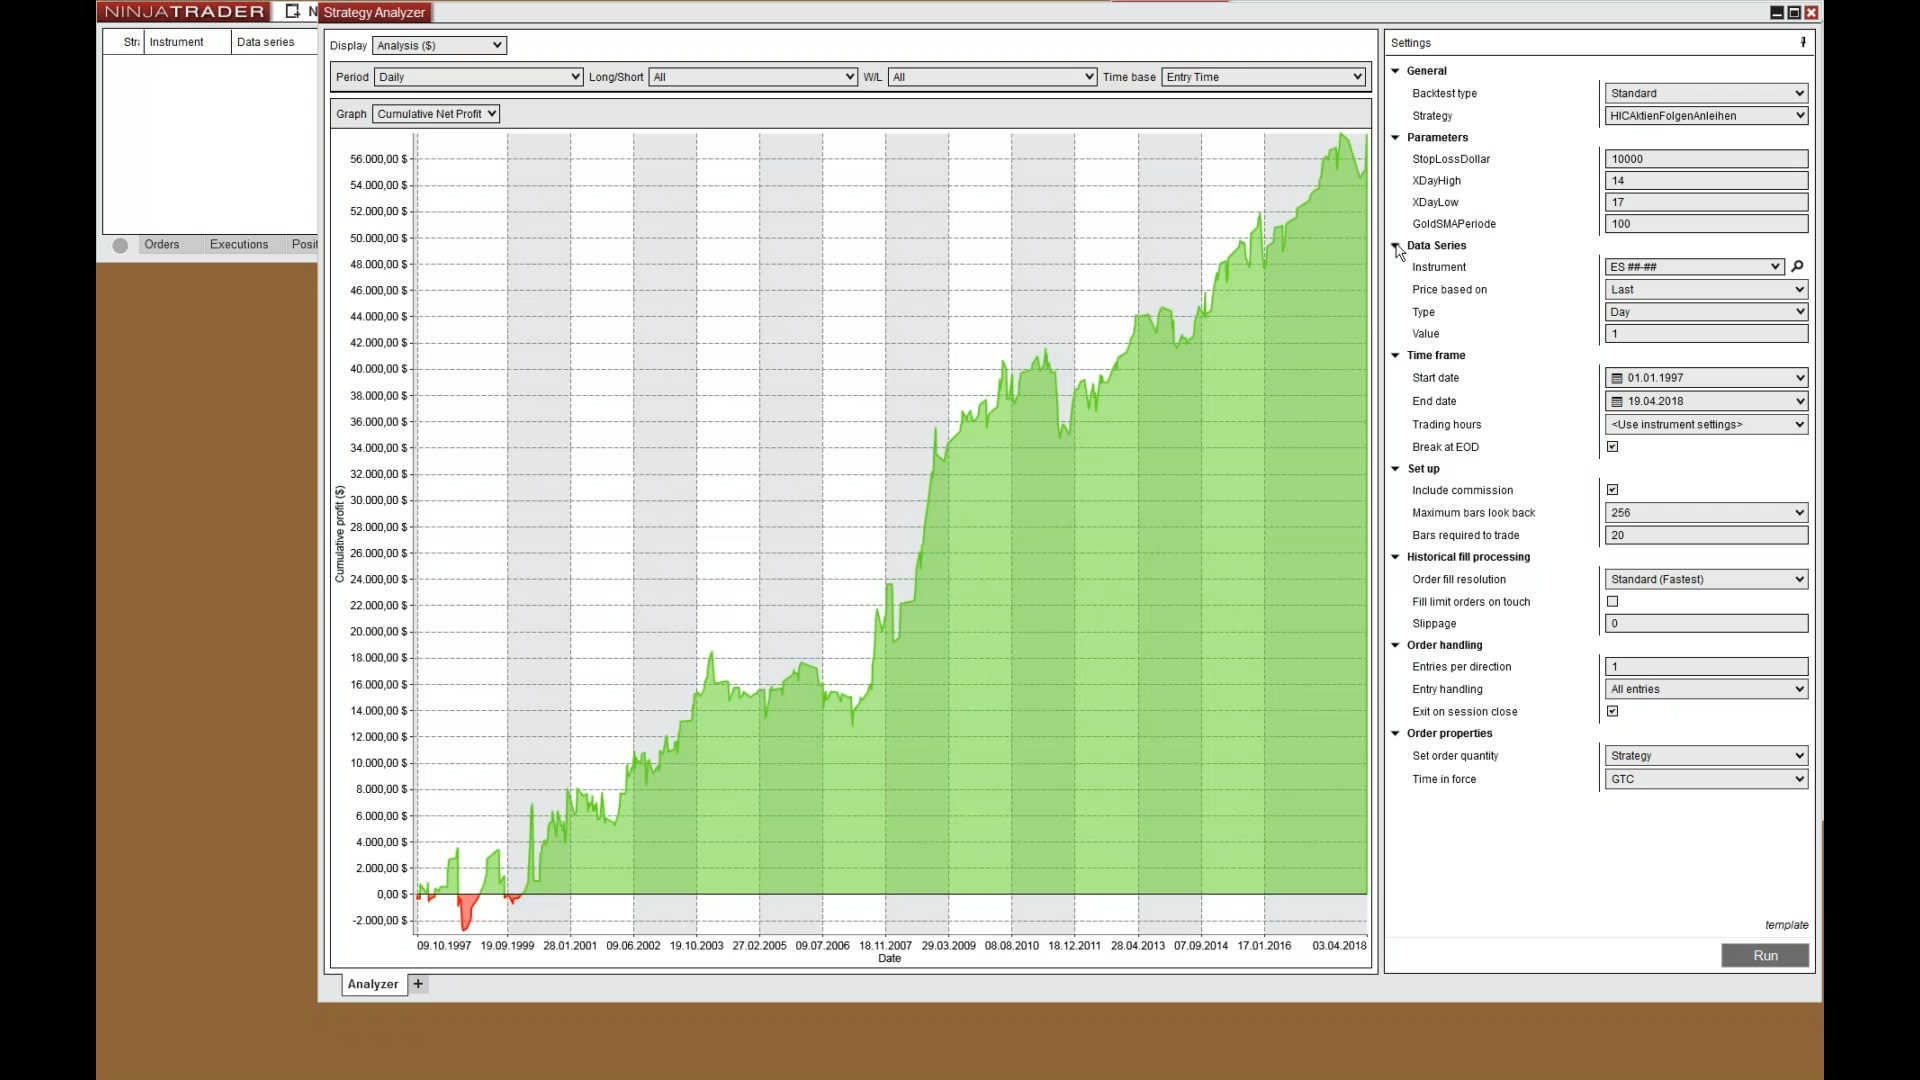 NINJATRADER
N
Strategy Analyzer
Instrument
Data series
Orders
Executions
Display Analysis ($)
Period Daily Long/Short All W/L All Time base Entry Time
Graph Cumulative Net Profit
56.000,00 $
54.000,00 $
52.000,00 $
50.000,00 $
48.000,00 $
46.000,00 $
44.000,00 $
42.000,00 $
40.000,00 $
38.000,00 $
36.000,00 $
34.000,00 $
32.000,00 $
30.000,00 $
28.000,00 $
26.000,00 $
24.000,00 $
22.000,00 $
20.000,00 $
18.000,00 $
16.000,00 $
14.000,00 $
12.000,00 $
10.000,00 $
8.000,00 $
6.000,00 $
4.000,00 $
2.000,00 $
0,00 $
-2.000,00 $
Cumulative profit ($)
09.10.1997 19.09.1999 28.01.2001 09.06.2002 19.10.2003 27.02.2005 09.07.2006 18.11.2007 29.03.2009 08.08.2010 18.12.2011 28.04.2013 07.09.2014 17.01.2016 03.04.2018
Date
Analyzer +
Settings
General
Backtest type Standard
Strategy HICAktienFolgenAnleihen
Parameters
StopLossDollar 10000
XDayHigh 14
XDayLow 17
GoldSMAPeriode 100
Data Series
Instrument ES ##-##
Price based on Last
Type Day
Value 1
Time frame
Start date 01.01.1997
End date 19.04.2018
Trading hours <Use instrument settings>
Break at EOD
Set up
Include commission
Maximum bars look back 256
Bars required to trade 20
Historical fill processing
Order fill resolution Standard (Fastest)
Fill limit orders on touch
Slippage 0
Order handling
Entries per direction 1
Entry handling All entries
Exit on session close
Order properties
Set order quantity Strategy
Time in force GTC
template
Run